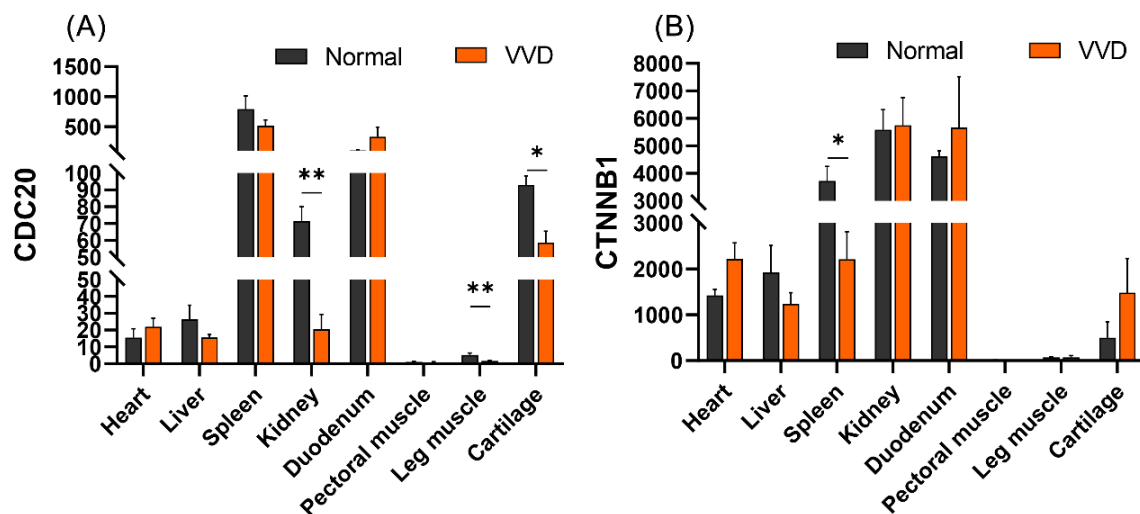 (A)
Normal VVD
CDC20
1500
1000
500
100
90
80
70
60
50
50
40
30
20
10
0
**
**
*
Heart
Liver
Spleen
Kidney
Duodenum
Pectoral muscle
Leg muscle
Cartilage
(B)
Normal VVD
CTNNB1
8000
7000
6000
5000
4000
3000
3000
2000
1000
0
*
Heart
Liver
Spleen
Kidney
Duodenum
Pectoral muscle
Leg muscle
Cartilage